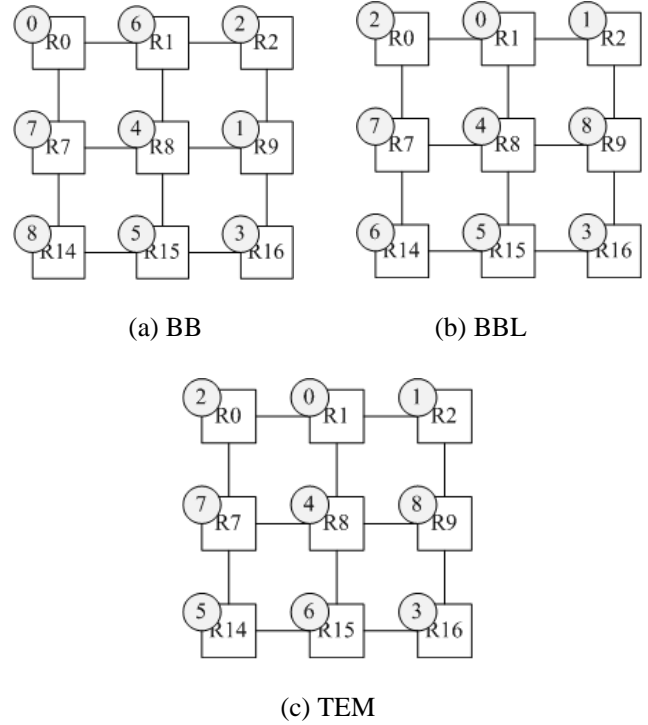 0 R0 6 R1 2 R2
7 R7 4 R8 1 R9
8 R14 5 R15 3 R16
(a) BB
2 R0 0 R1 1 R2
7 R7 4 R8 8 R9
6 R14 5 R15 3 R16
(b) BBL
2 R0 0 R1 1 R2
7 R7 4 R8 8 R9
5 R14 6 R15 3 R16
(c) TEM